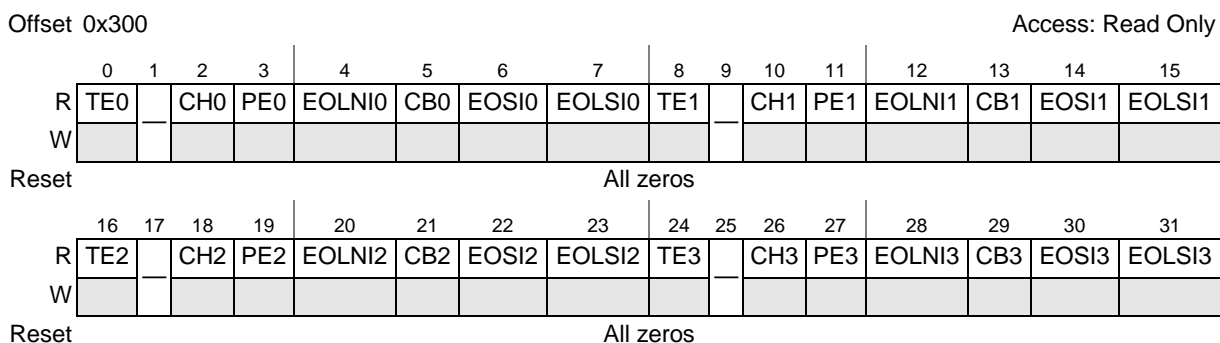 Offset 0x300 Access: Read Only
0 1 2 3 4 5 6 7 8 9 10 11 12 13 14 15
R TE0 — CH0 PE0 EOLNI0 CB0 EOSI0 EOLSI0 TE1 — CH1 PE1 EOLNI1 CB1 EOSI1 EOLSI1
W
Reset All zeros
16 17 18 19 20 21 22 23 24 25 26 27 28 29 30 31
R TE2 — CH2 PE2 EOLNI2 CB2 EOSI2 EOLSI2 TE3 — CH3 PE3 EOLNI3 CB3 EOSI3 EOLSI3
W
Reset All zeros